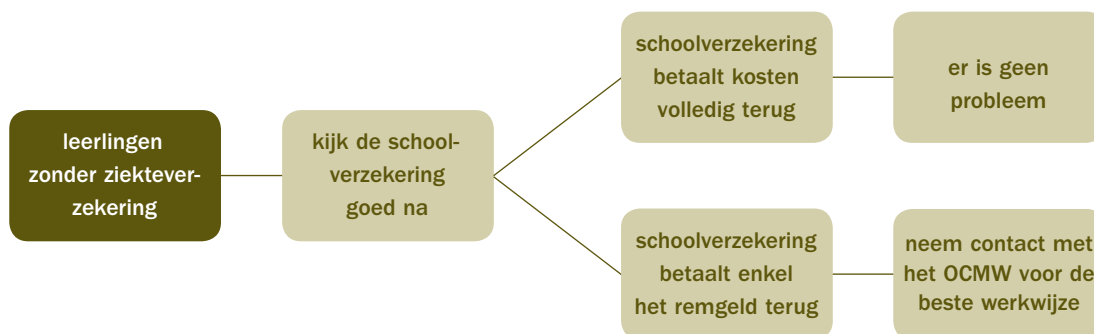 leerlingen
zonder ziektever-
zekering
kijk de school-
verzekering
goed na
schoolverzekering
betaalt kosten
volledig terug
er is geen
probleem
schoolverzekering
betaalt enkel
het remgeld terug
neem contact met
het OCMW voor de
beste werkwijze